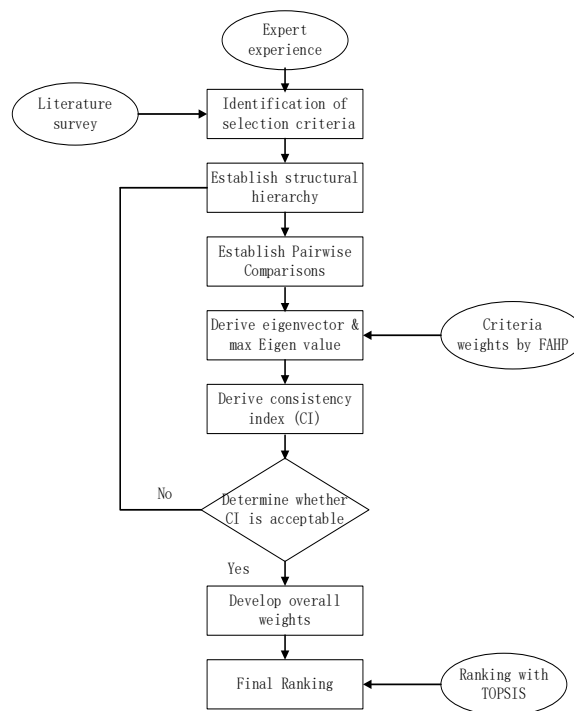 Expert
experience
Literature
survey
Identification of
selection criteria
Establish structural
hierarchy
Establish Pairwise
Comparisons
Derive eigenvector &
max Eigen value
Criteria
weights by FAHP
Derive consistency
index (CI)
No
Determine whether
CI is acceptable
Yes
Develop overall
weights
Final Ranking
Ranking with
TOPSIS